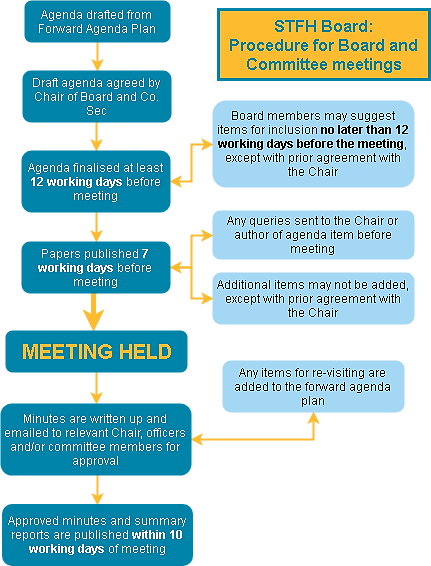 Agenda drafted from
Forward Agenda Plan
STFH Board:
Procedure for Board and
Committee meetings
Draft agenda agreed by
Chair of Board and Co.
Sec
Board members may suggest
items for inclusion no later than 12
working days before the meeting,
except with prior agreement with
the Chair
Agenda finalised at least
12 working days before
meeting
Any queries sent to the Chair or
author of agenda item before
meeting
Papers published 7
working days before
meeting
Additional items may not be added,
except with prior agreement with
the Chair
MEETING HELD
Any items for re-visiting are
added to the forward agenda
plan
Minutes are written up and
emailed to relevant Chair, officers
and/or committee members for
approval
Approved minutes and summary
reports are published within 10
working days of meeting